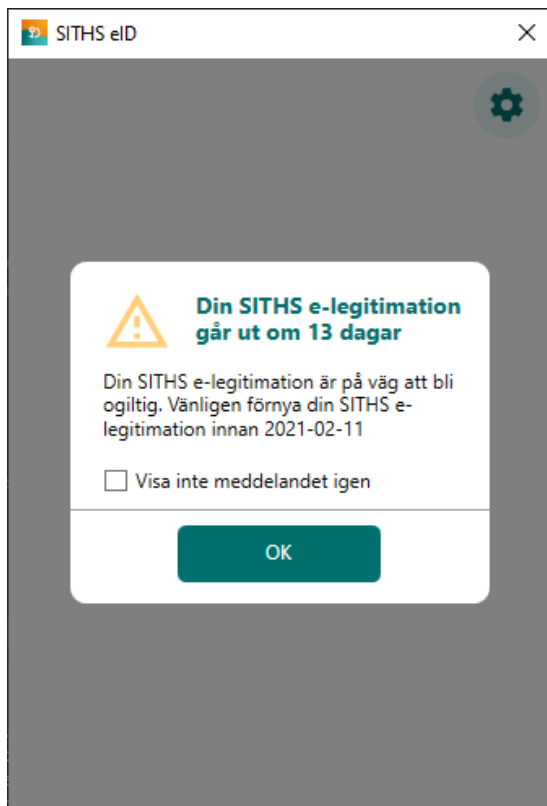 SITHS eID
Din SITHS e-legitimation
går ut om 13 dagar
Din SITHS e-legitimation är på väg att bli
ogiltig. Vänligen förnya din SITHS e-
legitimation innan 2021-02-11
Visa inte meddelandet igen
OK